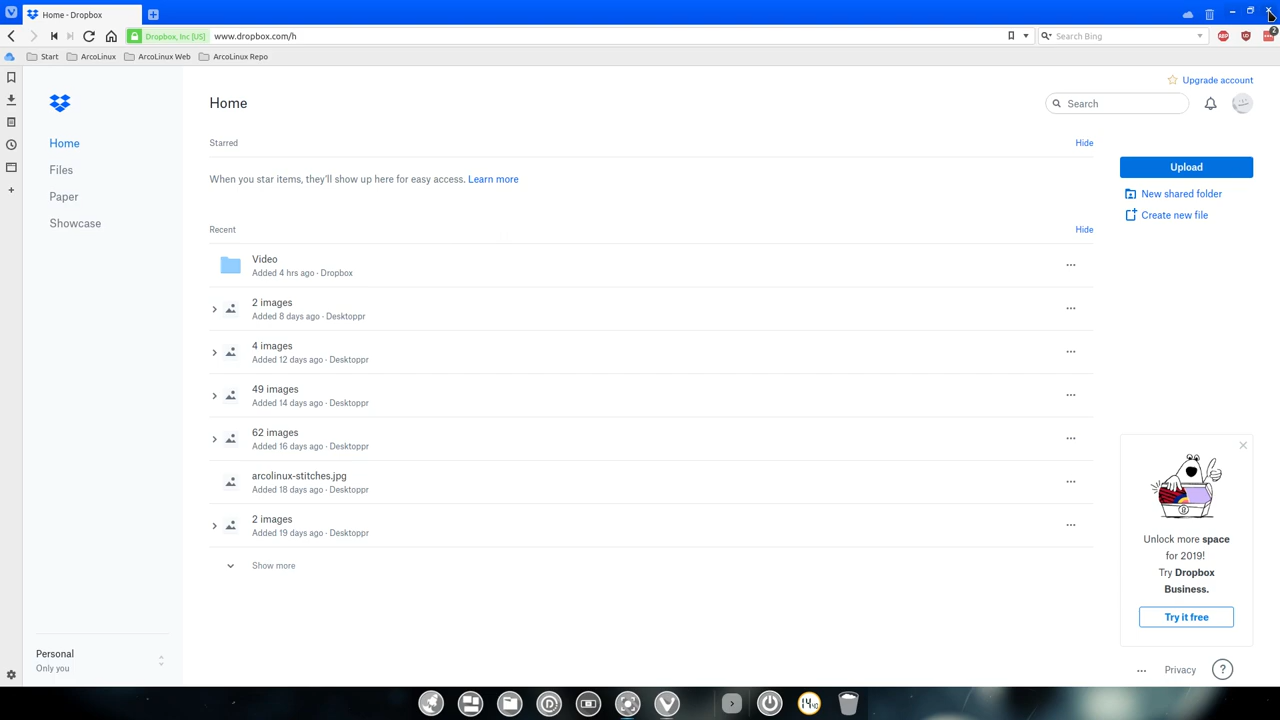 Home - Dropbox
Dropbox, Inc [US]
www.dropbox.com/h
Search Bing
ABP
2
Start
ArcoLinux
ArcoLinux Web
ArcoLinux Repo
Upgrade account
Home
Search
Home
Files
Paper
Showcase
Starred
Hide
When you star items, they'll show up here for easy access. Learn more
Upload
New shared folder
Create new file
Recent
Hide
Video
Added 4 hrs ago · Dropbox
2 images
Added 8 days ago · Desktoppr
4 images
Added 12 days ago · Desktoppr
49 images
Added 14 days ago · Desktoppr
62 images
Added 16 days ago · Desktoppr
arcolinux-stitches.jpg
Added 18 days ago · Desktoppr
2 images
Added 19 days ago · Desktoppr
Show more
Unlock more space
for 2019!
Try Dropbox
Business.
Try it free
Personal
Only you
Privacy
?